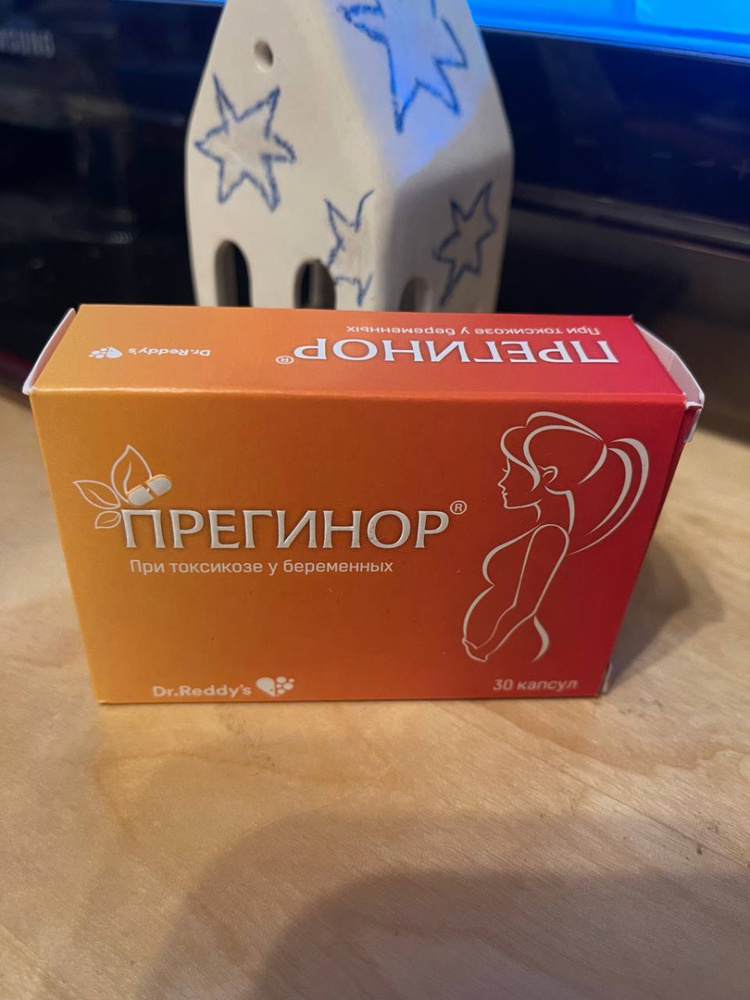 При токсикозе у беременных
ПРЕГИНОР®
Dr.Reddy's
ПРЕГИНОР®
При токсикозе у беременных
Dr.Reddy's
30 капсул